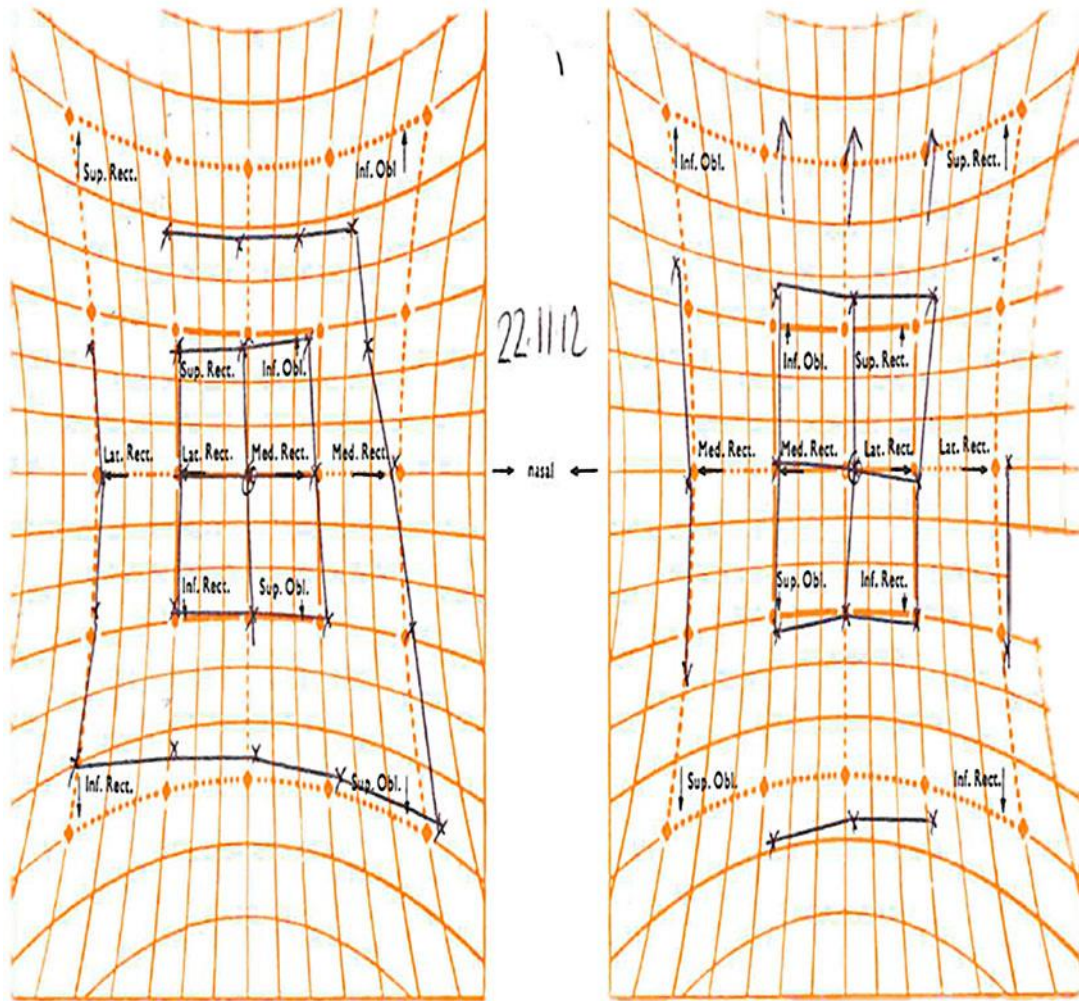 Sup. Rect.
Inf. Obl
Inf. Obl.
Sup. Rect.
22.11.12
Sup. Rect.
Inf. Obl.
Inf. Obl.
Sup. Rect.
Lat. Rect.
Lat. Rect.
Med. Rect.
Med. Rect.
nasal
Med. Rect.
Med. Rect.
Lat. Rect.
Lat. Rect.
Inf. Rect.
Sup. Obl.
Sup. Obl.
Inf. Rect.
Inf. Rect.
Sup. Obl.
Sup. Obl.
Inf. Rect.